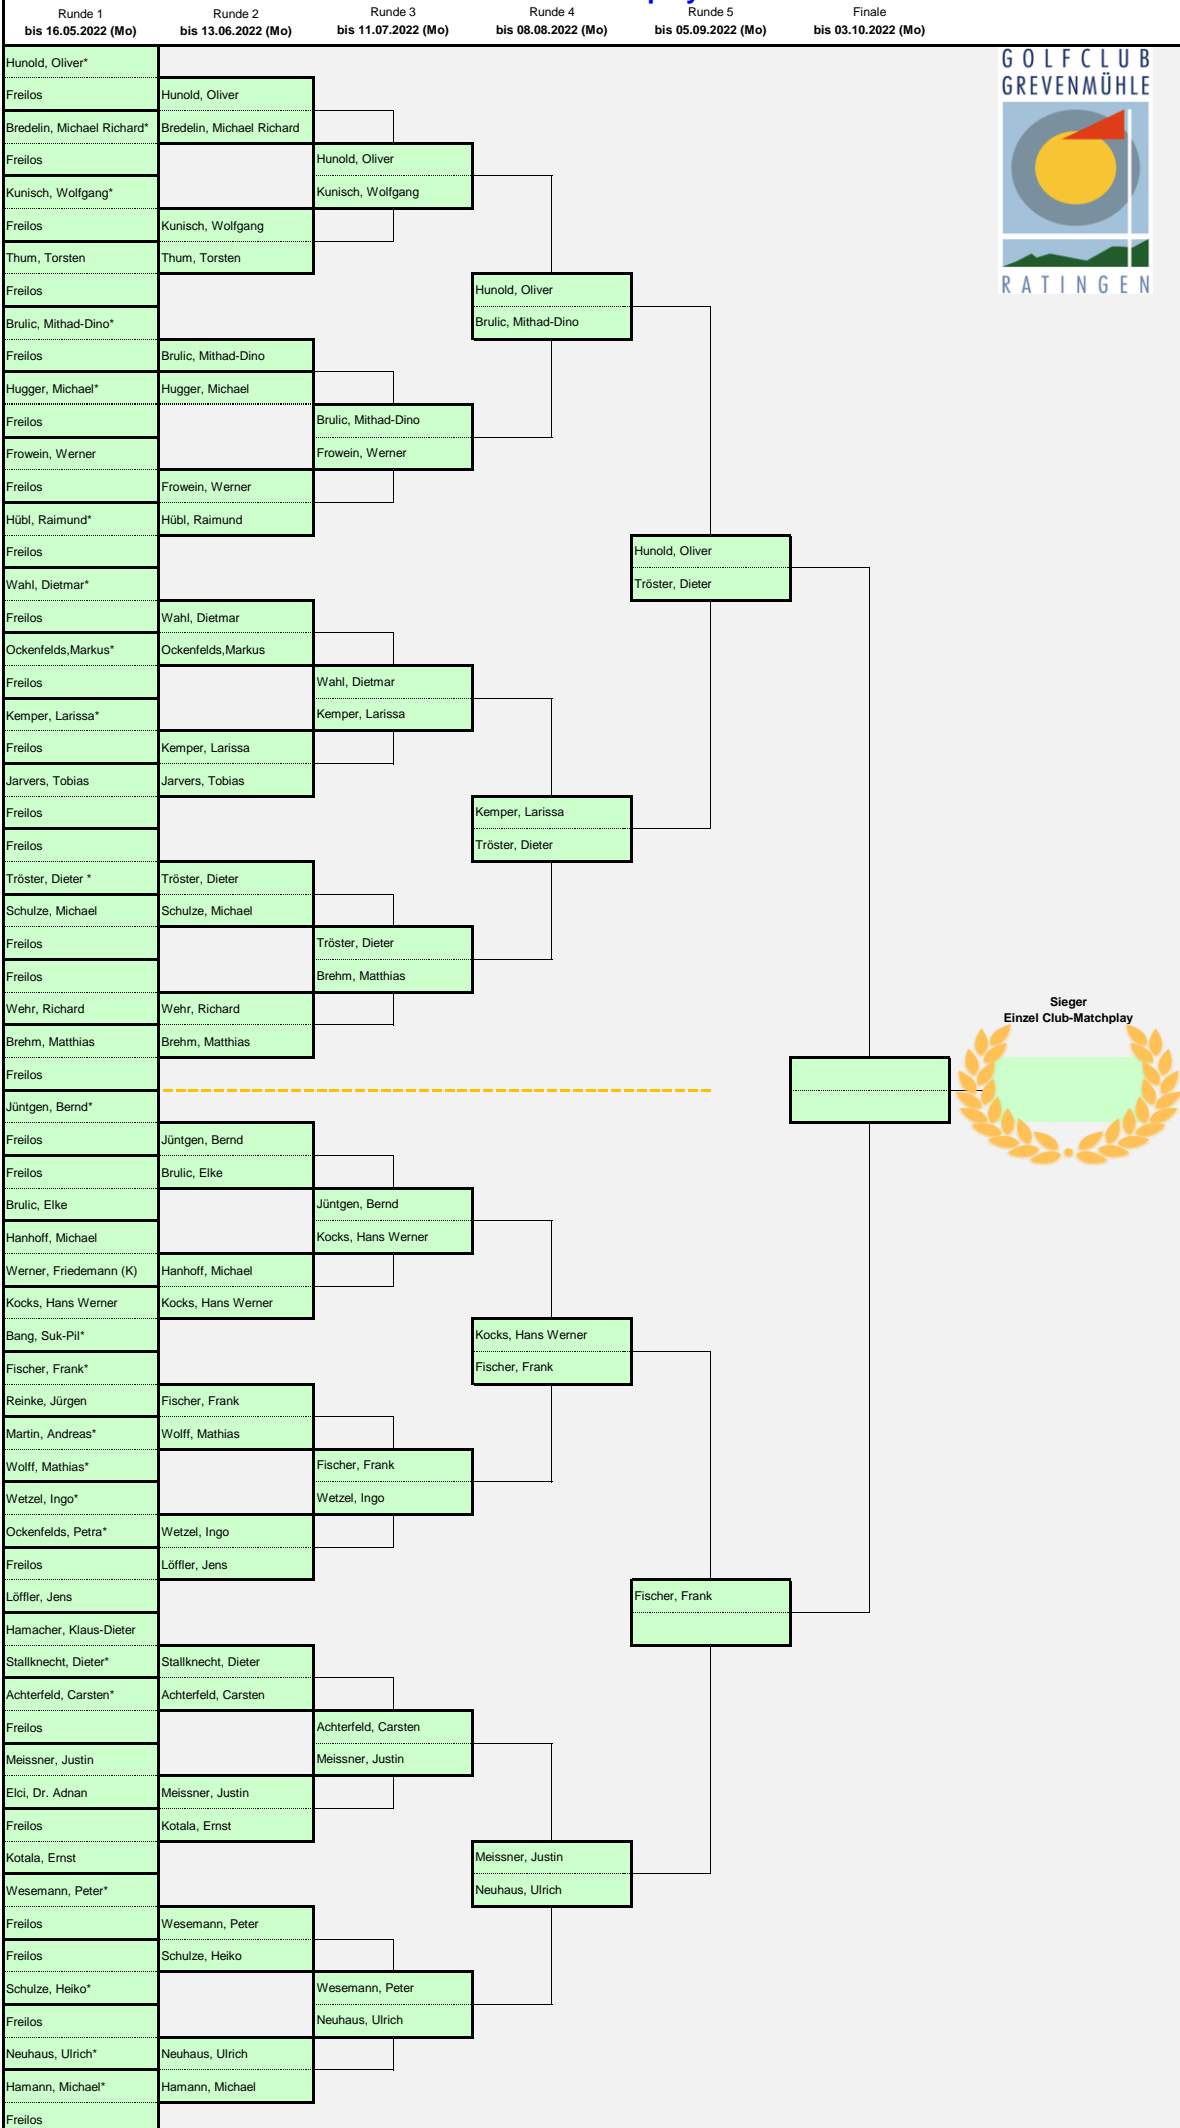 Runde 1
bis 16.05.2022 (Mo)
Runde 2
bis 13.06.2022 (Mo)
Runde 3
bis 11.07.2022 (Mo)
Runde 4
bis 08.08.2022 (Mo)
Runde 5
bis 05.09.2022 (Mo)
Finale
bis 03.10.2022 (Mo)
GOLFCLUB
GREVENMÜHLE
RATINGEN
Hunold, Oliver*
Freilos
Bredelin, Michael Richard*
Freilos
Kunisch, Wolfgang*
Freilos
Thum, Torsten
Freilos
Brulic, Mithad-Dino*
Freilos
Hugger, Michael*
Freilos
Frowein, Werner
Freilos
Hübl, Raimund*
Freilos
Wahl, Dietmar*
Freilos
Ockenfelds,Markus*
Freilos
Kemper, Larissa*
Freilos
Jarvers, Tobias
Freilos
Freilos
Tröster, Dieter *
Schulze, Michael
Freilos
Freilos
Wehr, Richard
Brehm, Matthias
Freilos
Jüntgen, Bernd*
Freilos
Freilos
Brulic, Elke
Hanhoff, Michael
Werner, Friedemann (K)
Kocks, Hans Werner
Bang, Suk-Pil*
Fischer, Frank*
Reinke, Jürgen
Martin, Andreas*
Wolff, Mathias*
Wetzel, Ingo*
Ockenfelds, Petra*
Freilos
Löffler, Jens
Hamacher, Klaus-Dieter
Stallknecht, Dieter*
Achterfeld, Carsten*
Freilos
Meissner, Justin
Elci, Dr. Adnan
Freilos
Kotala, Ernst
Wesemann, Peter*
Freilos
Freilos
Schulze, Heiko*
Freilos
Neuhaus, Ulrich*
Hamann, Michael*
Freilos
Hunold, Oliver
Bredelin, Michael Richard
Kunisch, Wolfgang
Thum, Torsten
Brulic, Mithad-Dino
Hugger, Michael
Frowein, Werner
Hübl, Raimund
Wahl, Dietmar
Ockenfelds,Markus
Kemper, Larissa
Jarvers, Tobias
Tröster, Dieter
Schulze, Michael
Wehr, Richard
Brehm, Matthias
Jüntgen, Bernd
Brulic, Elke
Hanhoff, Michael
Kocks, Hans Werner
Fischer, Frank
Wolff, Mathias
Wetzel, Ingo
Löffler, Jens
Stallknecht, Dieter
Achterfeld, Carsten
Meissner, Justin
Kotala, Ernst
Wesemann, Peter
Schulze, Heiko
Neuhaus, Ulrich
Hamann, Michael
Hunold, Oliver
Kunisch, Wolfgang
Brulic, Mithad-Dino
Frowein, Werner
Wahl, Dietmar
Kemper, Larissa
Tröster, Dieter
Brehm, Matthias
Jüntgen, Bernd
Kocks, Hans Werner
Fischer, Frank
Wetzel, Ingo
Achterfeld, Carsten
Meissner, Justin
Wesemann, Peter
Neuhaus, Ulrich
Hunold, Oliver
Brulic, Mithad-Dino
Kemper, Larissa
Tröster, Dieter
Kocks, Hans Werner
Fischer, Frank
Meissner, Justin
Neuhaus, Ulrich
Hunold, Oliver
Tröster, Dieter
Fischer, Frank
Sieger
Einzel Club-Matchplay